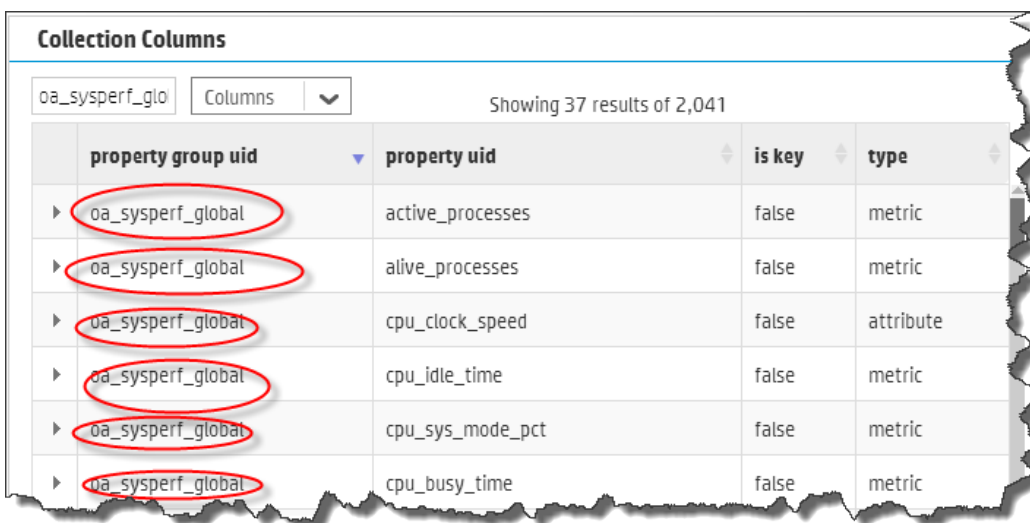 Collection Columns
oa_sysperf_glo Columns Showing 37 results of 2,041
property group uid property uid is key type
oa_sysperf_global active_processes false metric
oa_sysperf_global alive_processes false metric
oa_sysperf_global cpu_clock_speed false attribute
oa_sysperf_global cpu_idle_time false metric
oa_sysperf_global cpu_sys_mode_pct false metric
oa_sysperf_global cpu_busy_time false metric